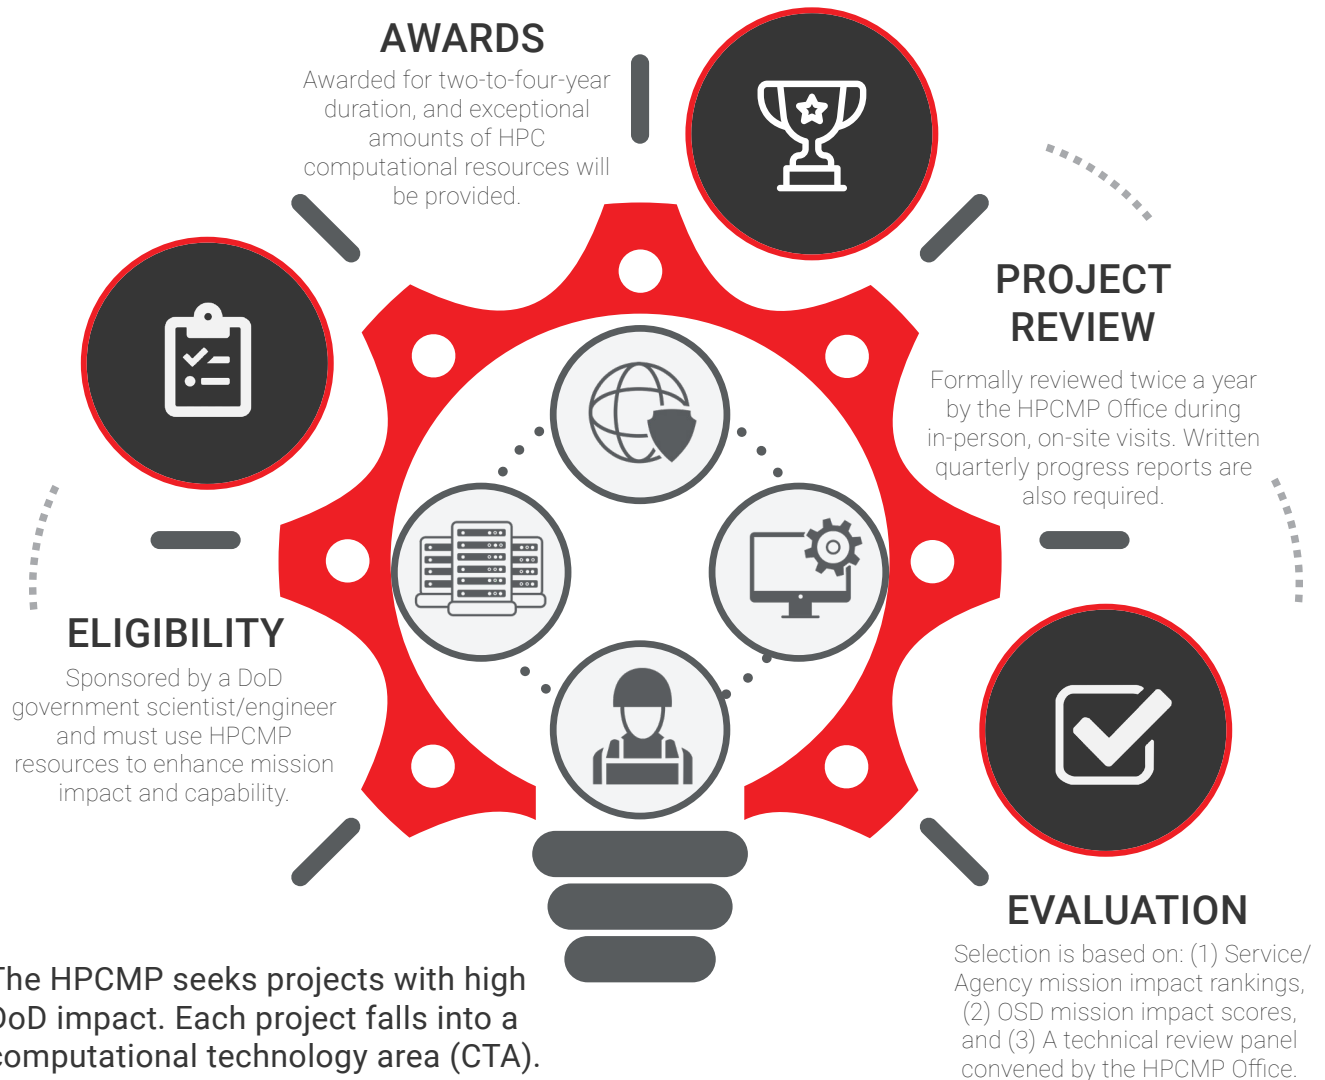 AWARDS
Awarded for two-to-four-year
duration, and exceptional
amounts of HPC
computational resources will
be provided.
PROJECT
REVIEW
Formally reviewed twice a year
by the HPCMP Office during
in-person, on-site visits. Written
quarterly progress reports are
also required.
ELIGIBILITY
Sponsored by a DoD
government scientist/engineer
and must use HPCMP
resources to enhance mission
impact and capability.
EVALUATION
Selection is based on: (1) Service/
Agency mission impact rankings,
(2) OSD mission impact scores,
and (3) A technical review panel
convened by the HPCMP Office.
The HPCMP seeks projects with high
DoD impact. Each project falls into a
computational technology area (CTA).